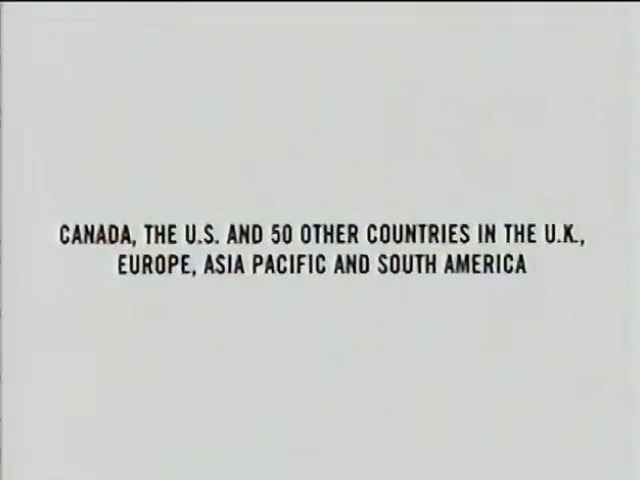 CANADA, THE U.S. AND 50 OTHER COUNTRIES IN THE U.K.,
EUROPE, ASIA PACIFIC AND SOUTH AMERICA